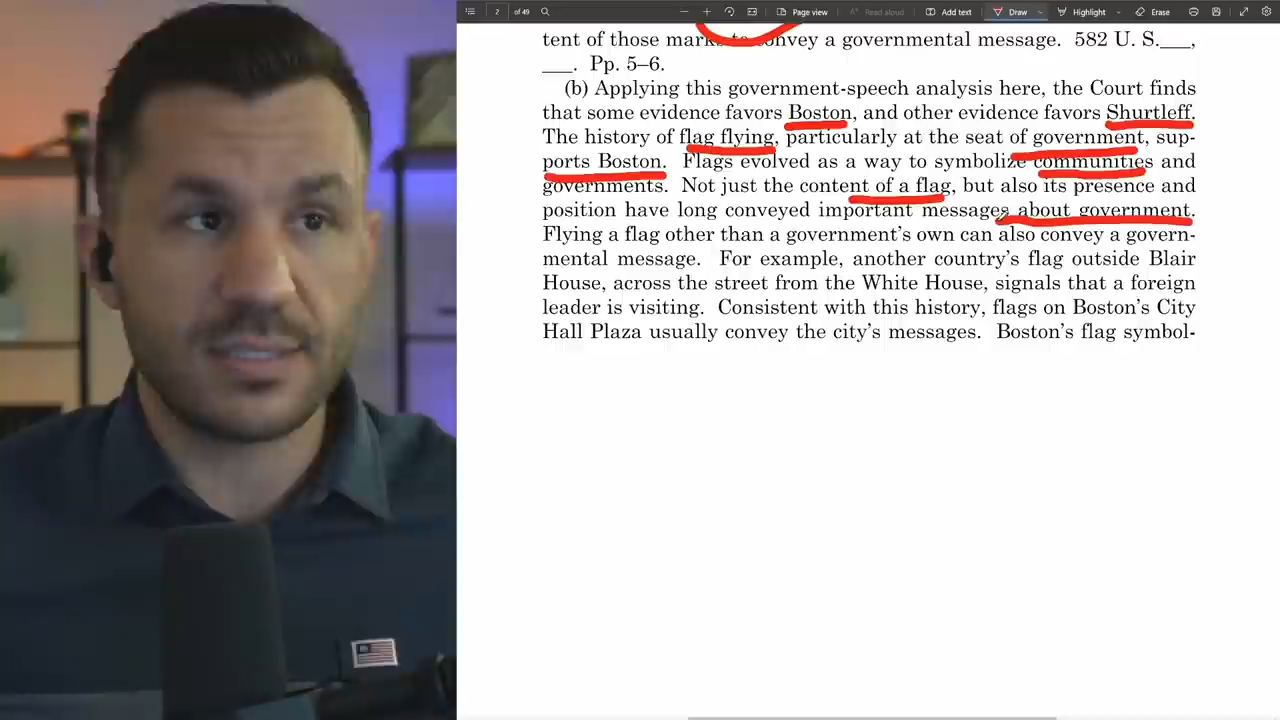 2 of 49 Page view Read aloud Add text Draw Highlight Erase
tent of those marks to convey a governmental message. 582 U. S.___,
___. Pp. 5–6.
(b) Applying this government-speech analysis here, the Court finds
that some evidence favors Boston, and other evidence favors Shurtleff.
The history of flag flying, particularly at the seat of government, sup-
ports Boston. Flags evolved as a way to symbolize communities and
governments. Not just the content of a flag, but also its presence and
position have long conveyed important messages about government.
Flying a flag other than a government's own can also convey a govern-
mental message. For example, another country's flag outside Blair
House, across the street from the White House, signals that a foreign
leader is visiting. Consistent with this history, flags on Boston's City
Hall Plaza usually convey the city's messages. Boston's flag symbol-